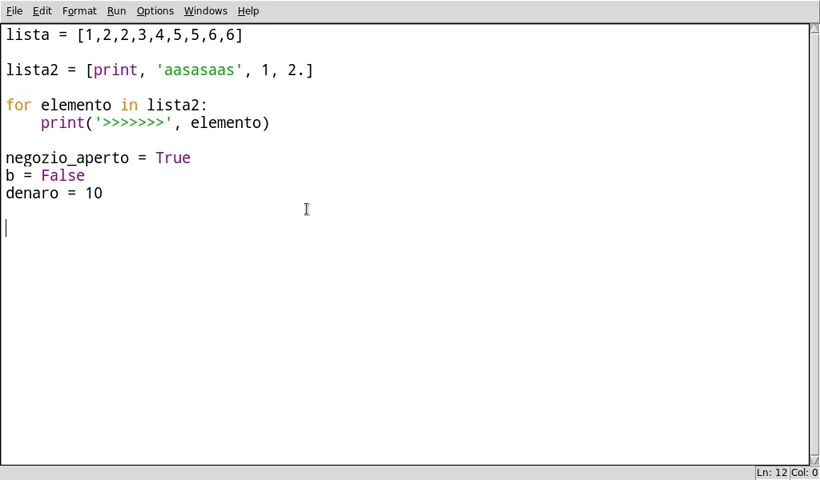 File Edit Format Run Options Windows Help
lista = [1,2,2,3,4,5,5,6,6]
lista2 = [print, 'aasasaas', 1, 2.]
for elemento in lista2:
    print('>>>>>>>', elemento)
negozio_aperto = True
b = False
denaro = 10
Ln: 12 Col: 0